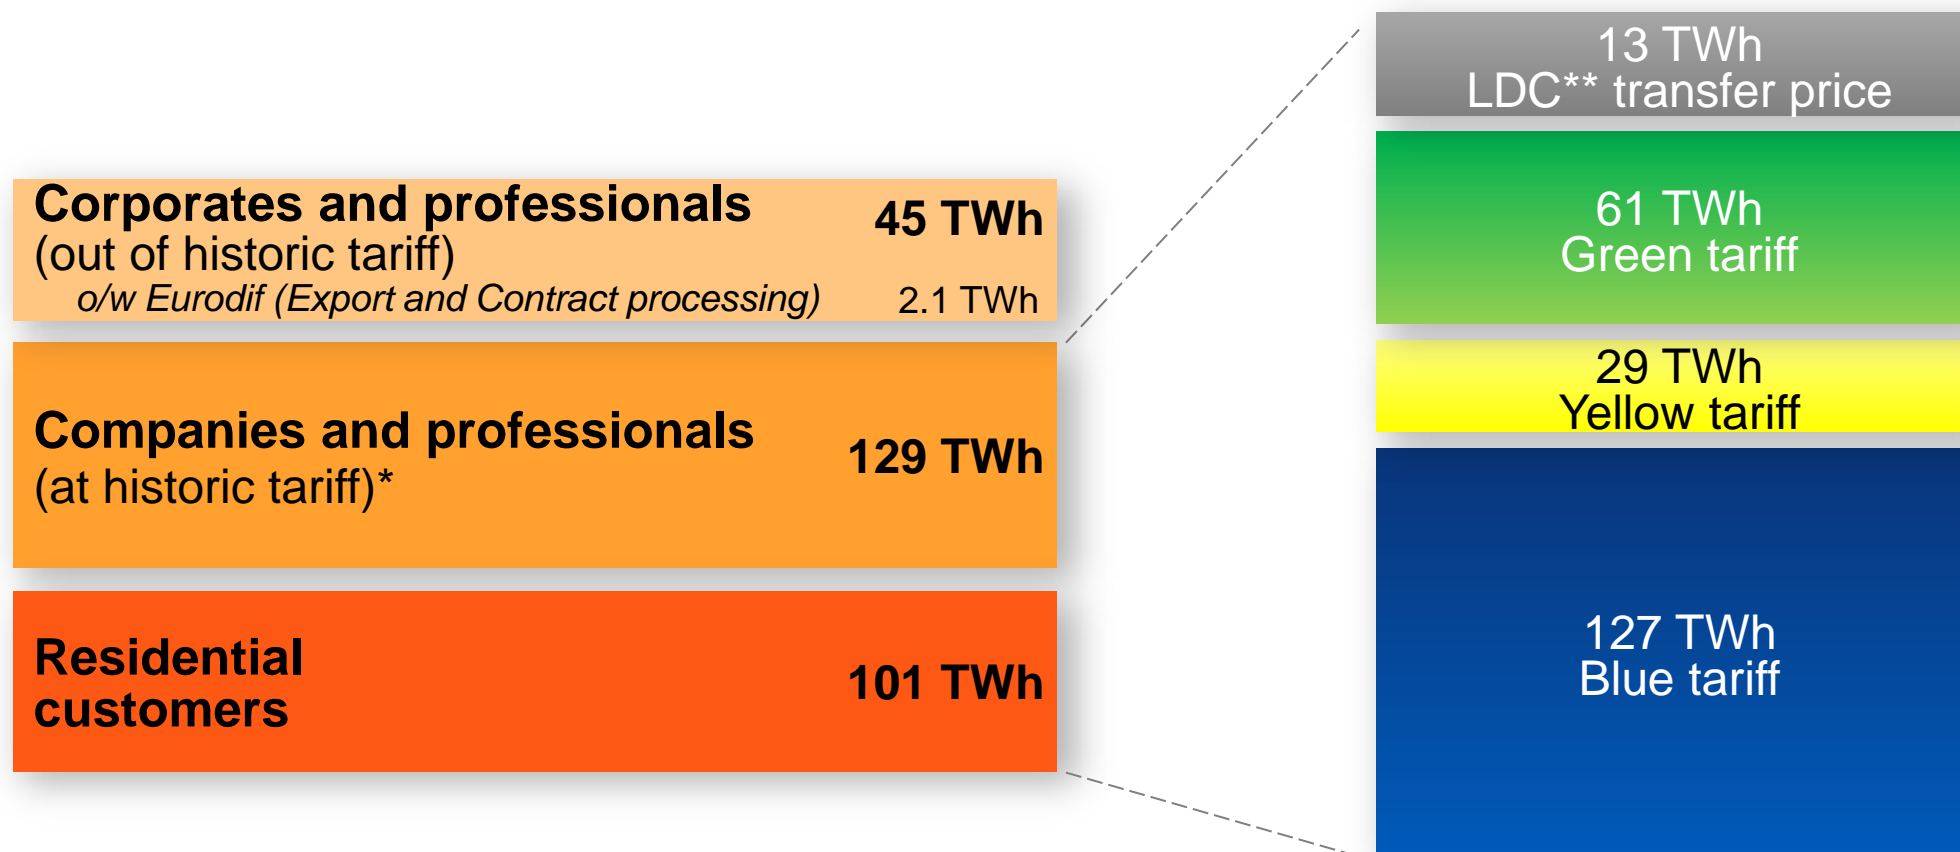 Corporates and professionals 45 TWh
(out of historic tariff)
o/w Eurodif (Export and Contract processing) 2.1 TWh
Companies and professionals 129 TWh
(at historic tariff)*
Residential
customers 101 TWh
13 TWh
LDC** transfer price
61 TWh
Green tariff
29 TWh
Yellow tariff
127 TWh
Blue tariff